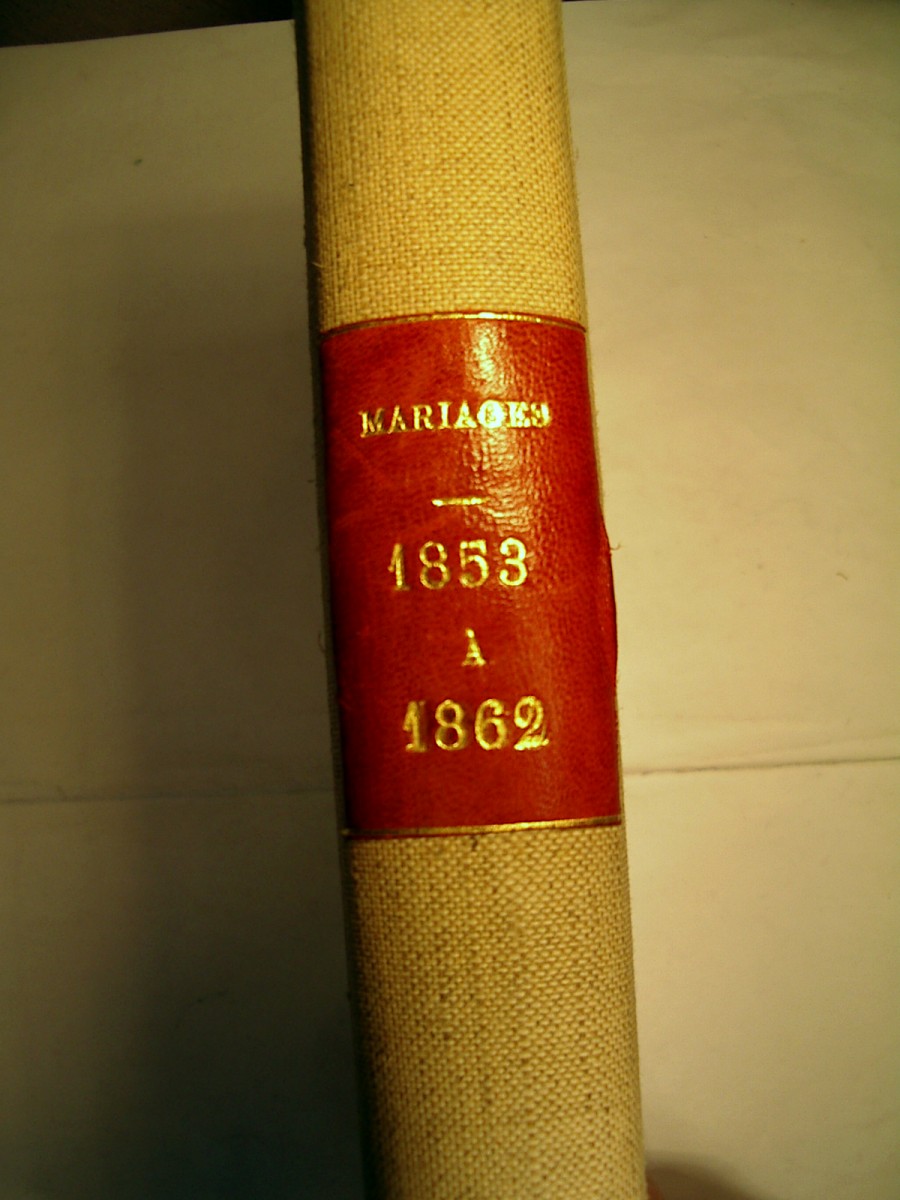 MARIAGES
—
1853
À
1862